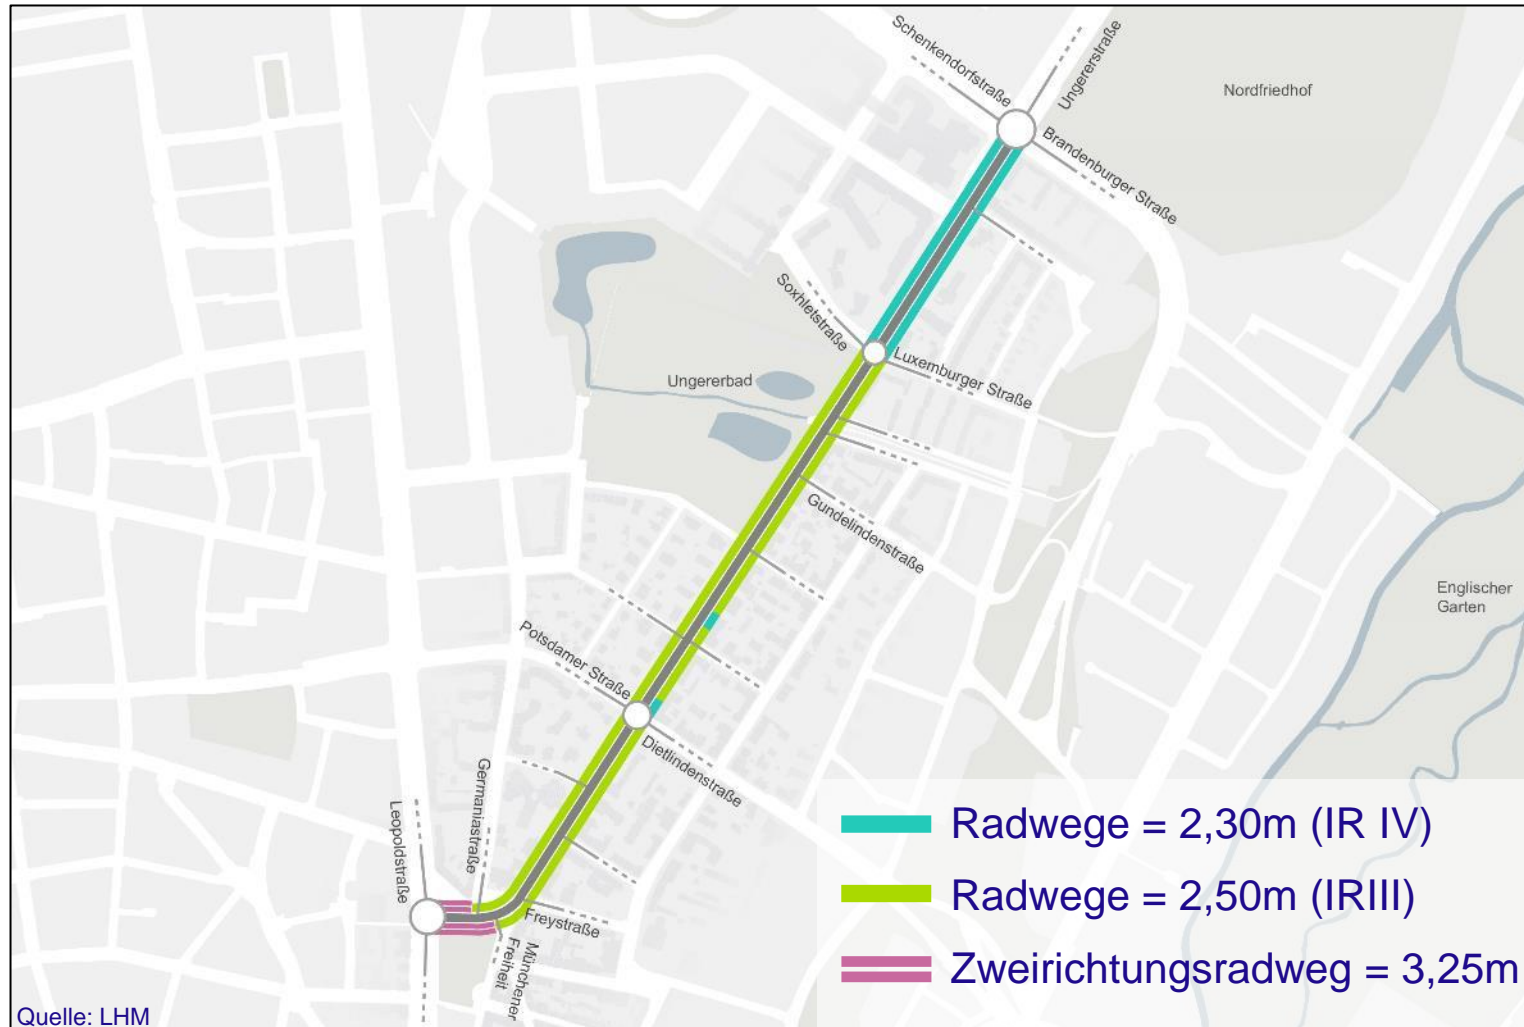 Schenkendorfstraße
Ungererstraße
Nordfriedhof
Brandenburger Straße
Soxhletstraße
Luxemburger Straße
Ungererbad
Gundelindenstraße
Englischer
Garten
Potsdamer Straße
Dietlindenstraße
Germaniastraße
Leopoldstraße
Freystraße
Münchener
Freiheit
Radwege = 2,30m (IR IV)
Radwege = 2,50m (IRIII)
Zweirichtungsradweg = 3,25m
Quelle: LHM